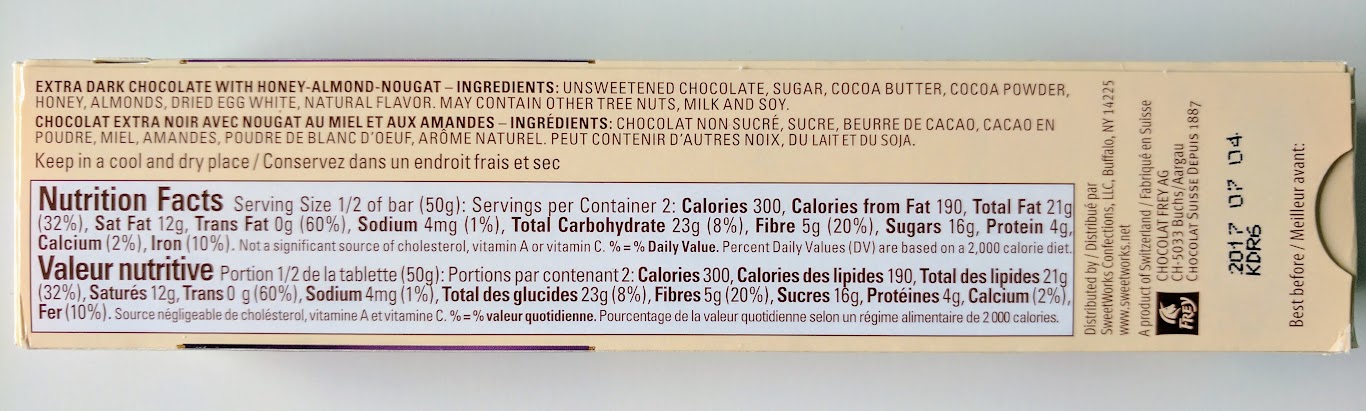 EXTRA DARK CHOCOLATE WITH HONEY-ALMOND-NOUGAT – INGREDIENTS: UNSWEETENED CHOCOLATE, SUGAR, COCOA BUTTER, COCOA POWDER,
HONEY, ALMONDS, DRIED EGG WHITE, NATURAL FLAVOR. MAY CONTAIN OTHER TREE NUTS, MILK AND SOY.
CHOCOLAT EXTRA NOIR AVEC NOUGAT AU MIEL ET AUX AMANDES – INGRÉDIENTS: CHOCOLAT NON SUCRÉ, SUCRE, BEURRE DE CACAO, CACAO EN
POUDRE, MIEL, AMANDES, POUDRE DE BLANC D'OEUF, ARÔME NATUREL. PEUT CONTENIR D'AUTRES NOIX, DU LAIT ET DU SOJA.
Keep in a cool and dry place / Conservez dans un endroit frais et sec
Nutrition Facts Serving Size 1/2 of bar (50g): Servings per Container 2: Calories 300, Calories from Fat 190, Total Fat 21g
(32%), Sat Fat 12g, Trans Fat 0g (60%), Sodium 4mg (1%), Total Carbohydrate 23g (8%), Fibre 5g (20%), Sugars 16g, Protein 4g,
Calcium (2%), Iron (10%). Not a significant source of cholesterol, vitamin A or vitamin C. % = % Daily Value. Percent Daily Values (DV) are based on a 2,000 calorie diet.
Valeur nutritive Portion 1/2 de la tablette (50g): Portions par contenant 2: Calories 300, Calories des lipides 190, Total des lipides 21g
(32%), Saturés 12g, Trans 0 g (60%), Sodium 4mg (1%), Total des glucides 23g (8%), Fibres 5g (20%), Sucres 16g, Protéines 4g, Calcium (2%),
Fer (10%). Source négligeable de cholésterol, vitamine A et vitamine C. % = % valeur quotidienne. Pourcentage de la valeur quotidienne selon un régime alimentaire de 2 000 calories.
Distributed by / Distribué par
SweetWorks Confections, LLC, Buffalo, NY 14225
www.sweetworks.net
A product of Switzerland / Fabriqué en Suisse
CHOCOLAT FREY AG
CH-5033 Buchs/Aargau
CHOCOLAT SUISSE DEPUIS 1887
FREY
2017 07 04
KDR6
Best before / Meilleur avant: